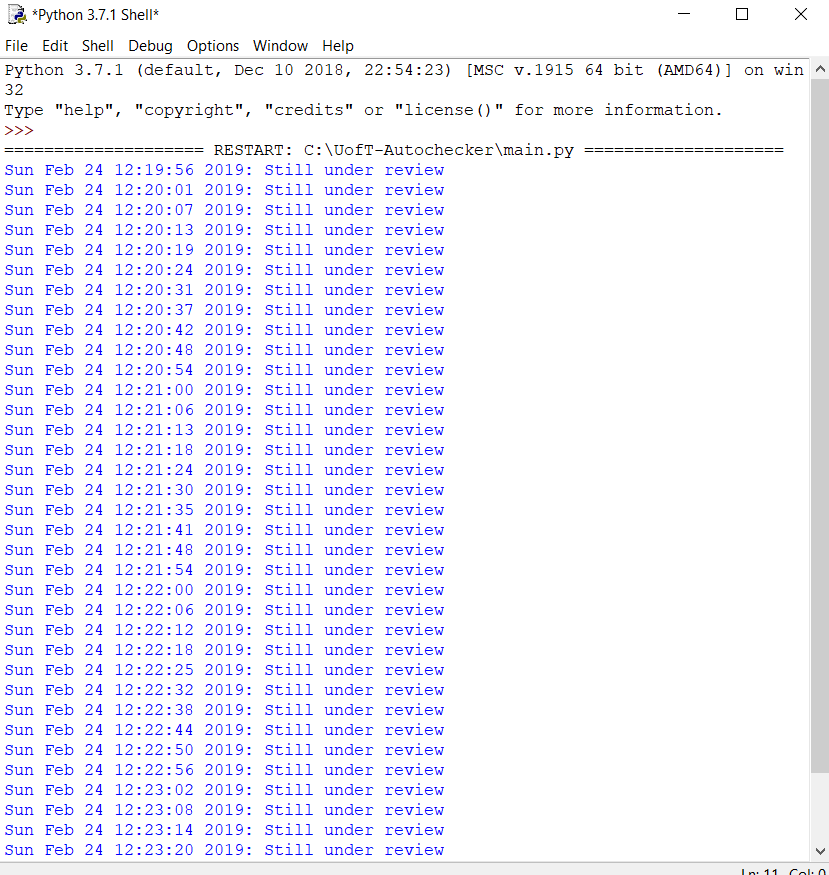 *Python 3.7.1 Shell*
File Edit Shell Debug Options Window Help
Python 3.7.1 (default, Dec 10 2018, 22:54:23) [MSC v.1915 64 bit (AMD64)] on win
32
Type "help", "copyright", "credits" or "license()" for more information.
>>>
==================== RESTART: C:\UofT-Autochecker\main.py ====================
Sun Feb 24 12:19:56 2019: Still under review
Sun Feb 24 12:20:01 2019: Still under review
Sun Feb 24 12:20:07 2019: Still under review
Sun Feb 24 12:20:13 2019: Still under review
Sun Feb 24 12:20:19 2019: Still under review
Sun Feb 24 12:20:24 2019: Still under review
Sun Feb 24 12:20:31 2019: Still under review
Sun Feb 24 12:20:37 2019: Still under review
Sun Feb 24 12:20:42 2019: Still under review
Sun Feb 24 12:20:48 2019: Still under review
Sun Feb 24 12:20:54 2019: Still under review
Sun Feb 24 12:21:00 2019: Still under review
Sun Feb 24 12:21:06 2019: Still under review
Sun Feb 24 12:21:13 2019: Still under review
Sun Feb 24 12:21:18 2019: Still under review
Sun Feb 24 12:21:24 2019: Still under review
Sun Feb 24 12:21:30 2019: Still under review
Sun Feb 24 12:21:35 2019: Still under review
Sun Feb 24 12:21:41 2019: Still under review
Sun Feb 24 12:21:48 2019: Still under review
Sun Feb 24 12:21:54 2019: Still under review
Sun Feb 24 12:22:00 2019: Still under review
Sun Feb 24 12:22:06 2019: Still under review
Sun Feb 24 12:22:12 2019: Still under review
Sun Feb 24 12:22:18 2019: Still under review
Sun Feb 24 12:22:25 2019: Still under review
Sun Feb 24 12:22:32 2019: Still under review
Sun Feb 24 12:22:38 2019: Still under review
Sun Feb 24 12:22:44 2019: Still under review
Sun Feb 24 12:22:50 2019: Still under review
Sun Feb 24 12:22:56 2019: Still under review
Sun Feb 24 12:23:02 2019: Still under review
Sun Feb 24 12:23:08 2019: Still under review
Sun Feb 24 12:23:14 2019: Still under review
Sun Feb 24 12:23:20 2019: Still under review
Ln: 11 Col: 0